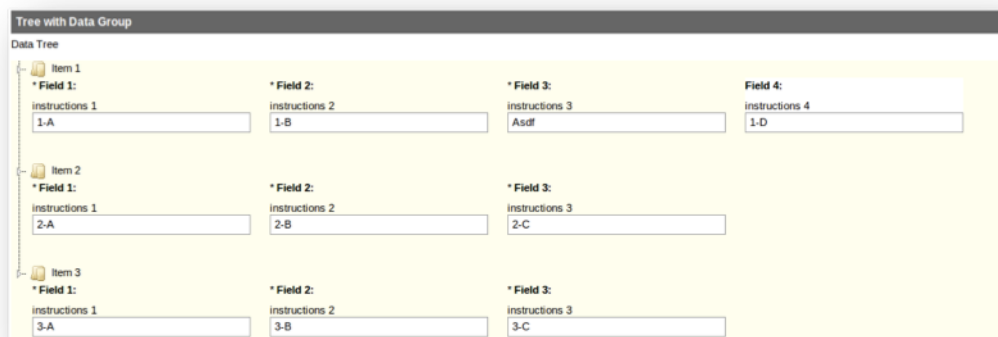 Tree with Data Group
Data Tree
Item 1
* Field 1: * Field 2: * Field 3: Field 4:
instructions 1 instructions 2 instructions 3 instructions 4
1-A 1-B Asdf 1-D
Item 2
* Field 1: * Field 2: * Field 3:
instructions 1 instructions 2 instructions 3
2-A 2-B 2-C
Item 3
* Field 1: * Field 2: * Field 3:
instructions 1 instructions 2 instructions 3
3-A 3-B 3-C